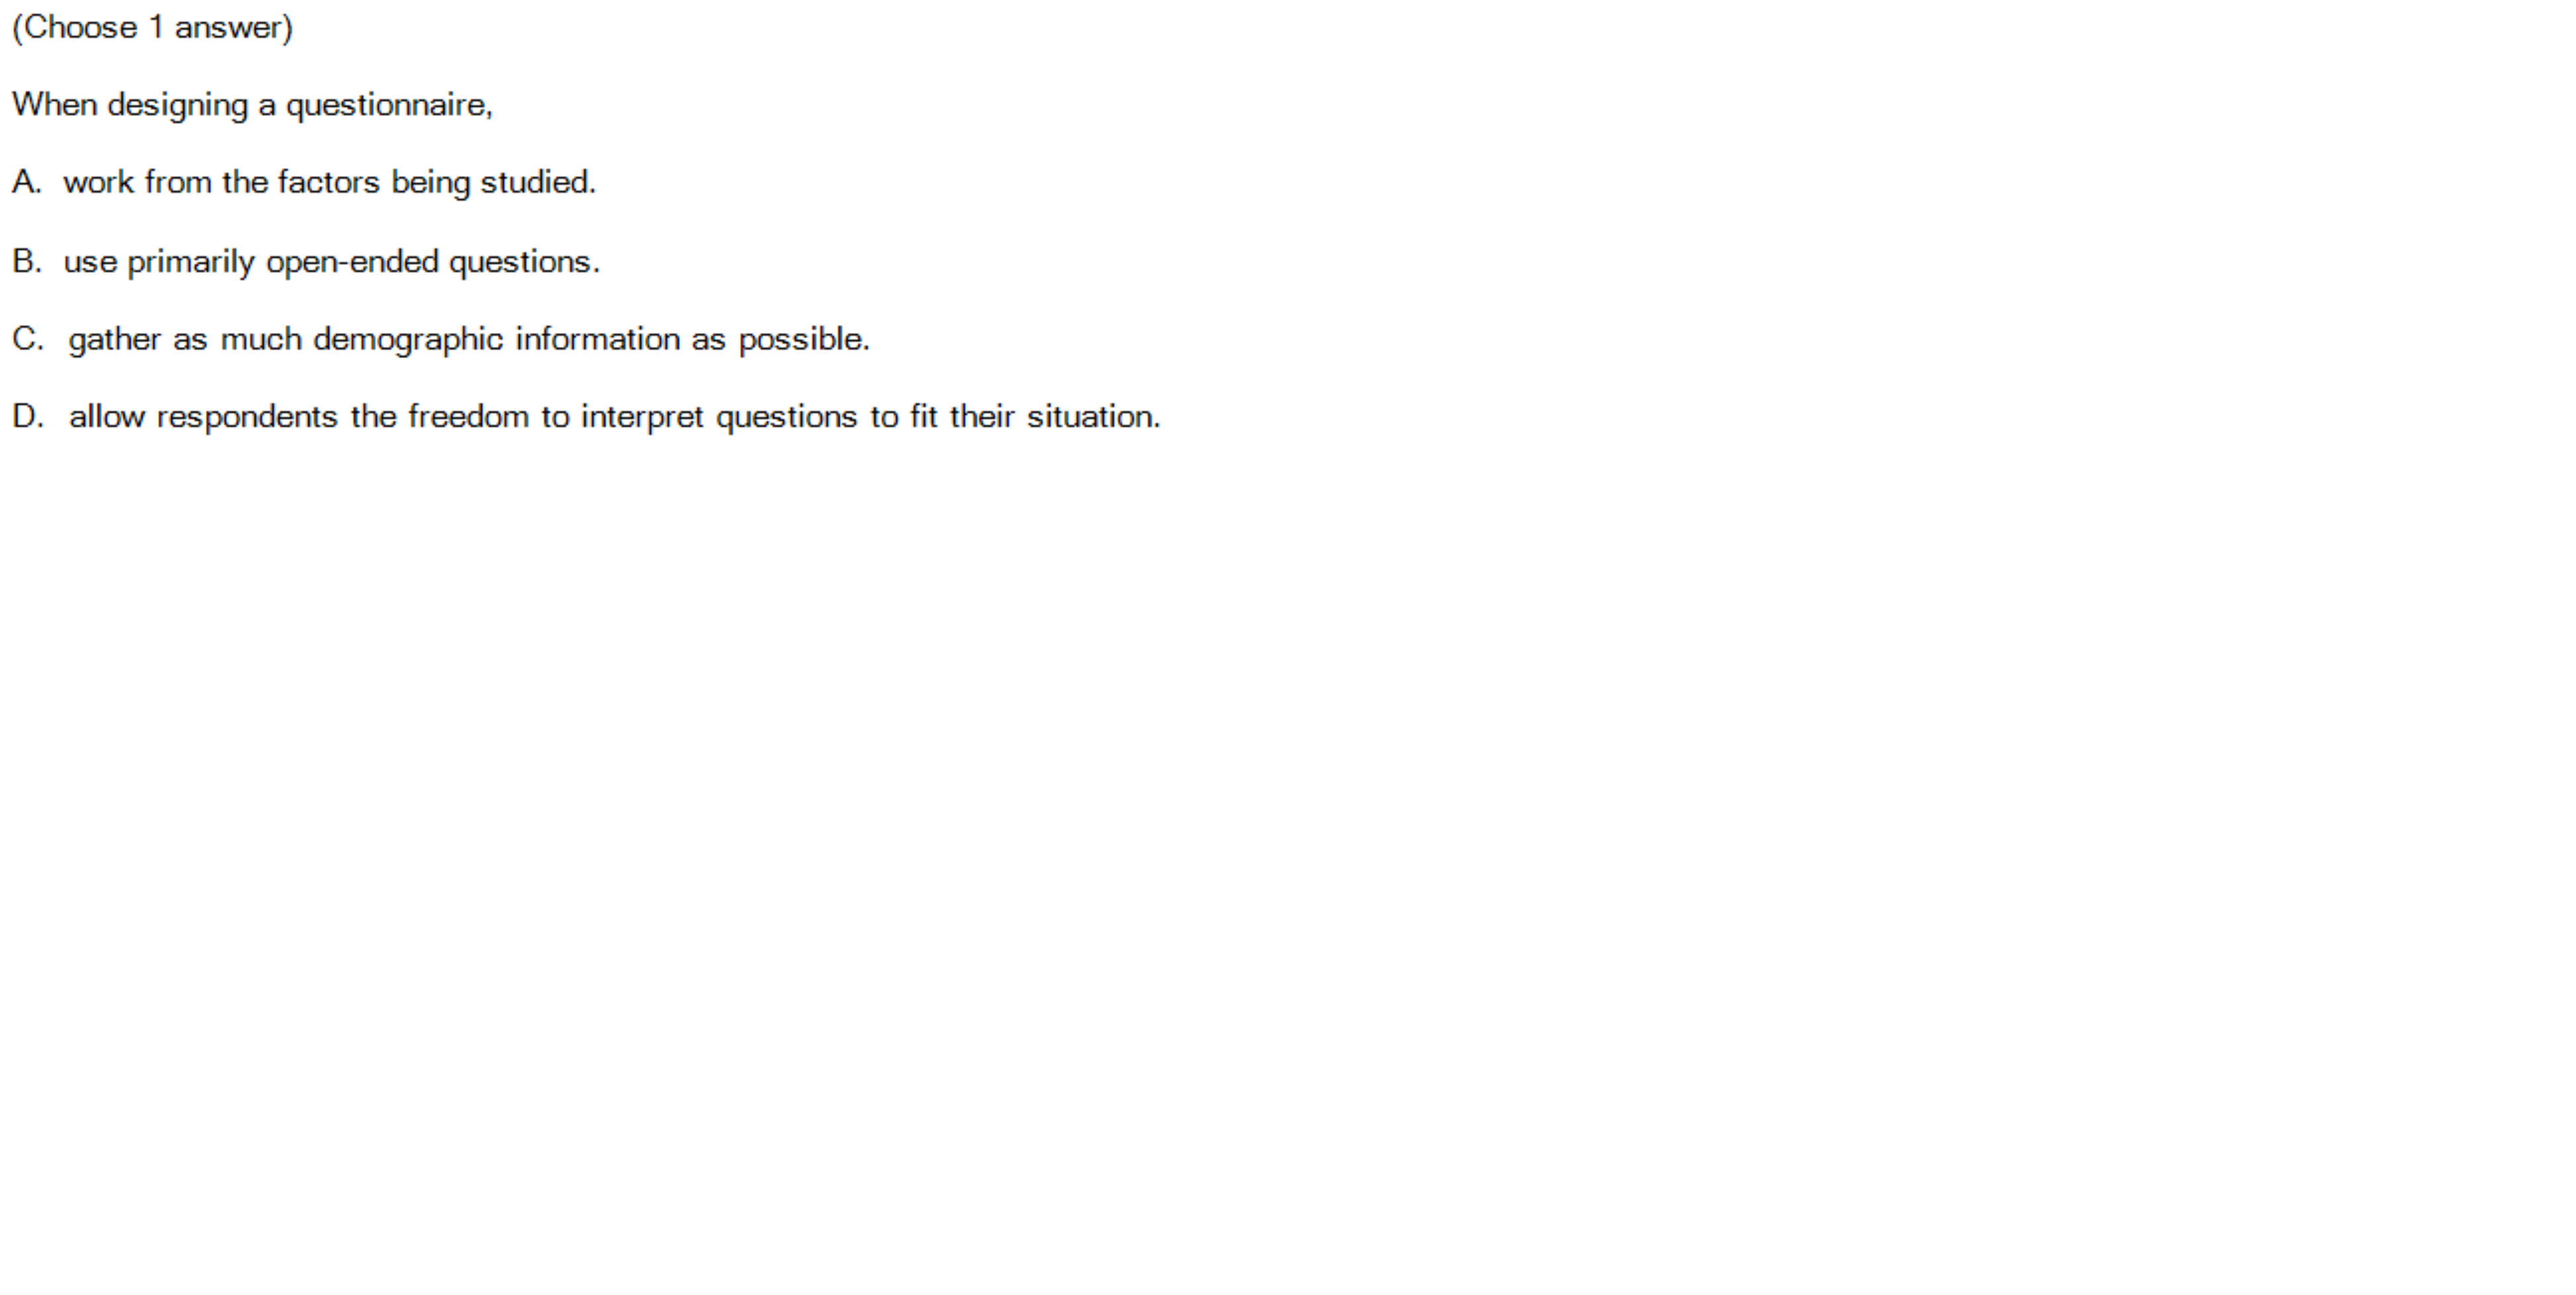 (Choose 1 answer)
When designing a questionnaire,
A. work from the factors being studied.
B. use primarily open-ended questions.
C. gather as much demographic information as possible.
D. allow respondents the freedom to interpret questions to fit their situation.